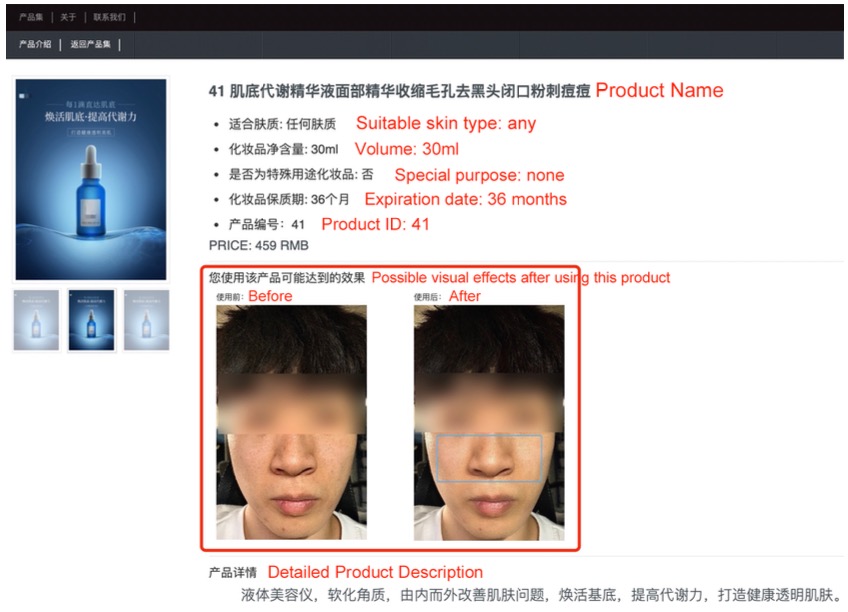 产品集 | 关于 | 联系我们 |
产品介绍 | 返回产品集 |
每1滴直达肌底
焕活肌底·提高代谢力
41 肌底代谢精华液面部精华收缩毛孔去黑头闭口粉刺痘痘 Product Name
• 适合肤质: 任何肤质 Suitable skin type: any
• 化妆品净含量: 30ml Volume: 30ml
• 是否为特殊用途化妆品: 否 Special purpose: none
• 化妆品保质期: 36个月 Expiration date: 36 months
• 产品编号: 41 Product ID: 41
PRICE: 459 RMB
您使用该产品可能达到的效果 Possible visual effects after using this product
使用前: Before 使用后: After
产品详情 Detailed Product Description
液体美容仪，软化角质，由内而外改善肌肤问题，焕活基底，提高代谢力，打造健康透明肌肤。